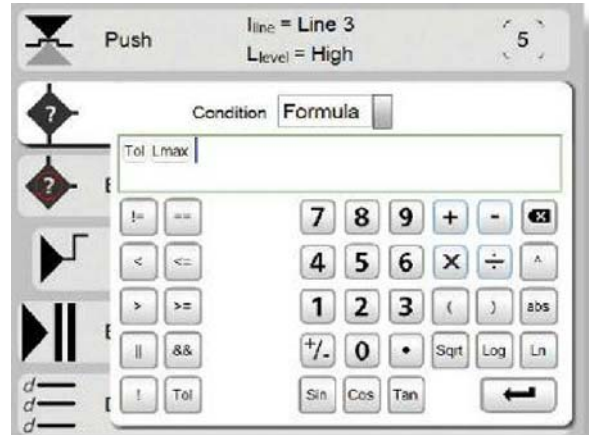 Push
Iline = Line 3
Llevel = High
5
?
Condition Formula
Tol Lmax
?
!= == 7 8 9 + -
< <= 4 5 6 × ÷ ^
> >= 1 2 3 ( ) abs
|| && +/- 0 • Sqrt Log Ln
! Tol Sin Cos Tan
d
d
d